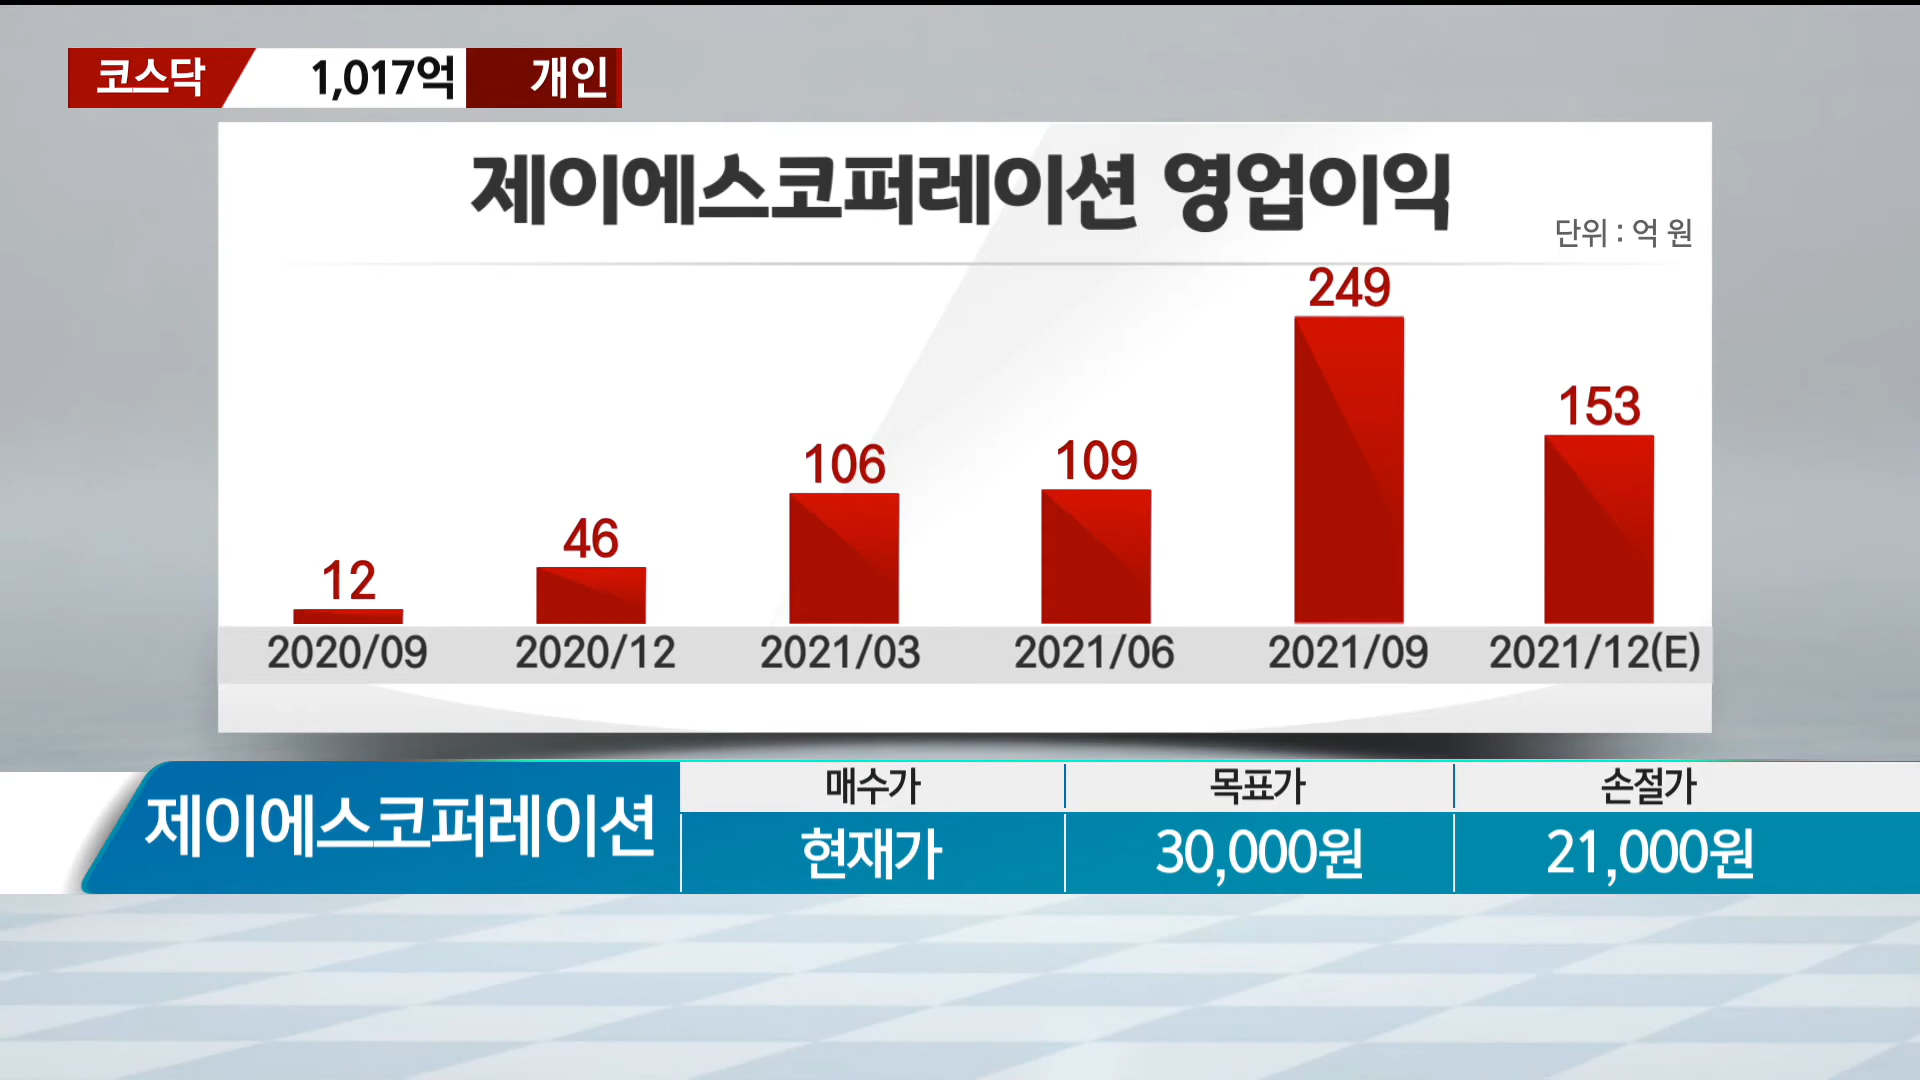 코스닥 1,017억 개인
제이에스코퍼레이션 영업이익
단위 : 억 원
12 46 106 109 249 153
2020/09 2020/12 2021/03 2021/06 2021/09 2021/12(E)
제이에스코퍼레이션
매수가 목표가 손절가
현재가 30,000원 21,000원